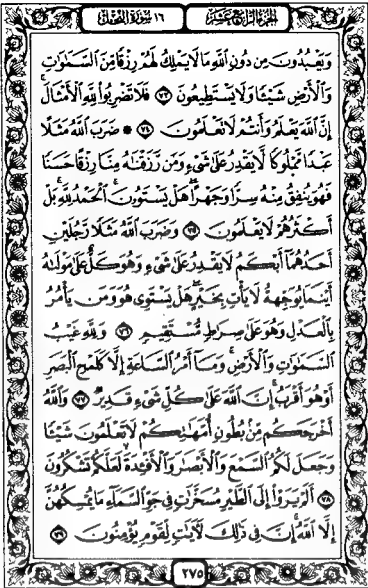 الجزء الرابع عشر
١٦ سورة النحل
وَيَعْبُدُونَ مِن دُونِ ٱللَّهِ مَا لَا يَمْلِكُ لَهُمْ رِزْقًا مِّنَ ٱلسَّمَٰوَٰتِ
وَٱلْأَرْضِ شَيْـًٔا وَلَا يَسْتَطِيعُونَ ٧٣ فَلَا تَضْرِبُوا۟ لِلَّهِ ٱلْأَمْثَالَ
إِنَّ ٱللَّهَ يَعْلَمُ وَأَنتُمْ لَا تَعْلَمُونَ ٧٤ * ضَرَبَ ٱللَّهُ مَثَلًا
عَبْدًا مَّمْلُوكًا لَّا يَقْدِرُ عَلَىٰ شَىْءٍ وَمَن رَّزَقْنَٰهُ مِنَّا رِزْقًا حَسَنًا
فَهُوَ يُنفِقُ مِنْهُ سِرًّا وَجَهْرًا هَلْ يَسْتَوُۥنَ ٱلْحَمْدُ لِلَّهِ بَلْ
أَكْثَرُهُمْ لَا يَعْلَمُونَ ٧٥ وَضَرَبَ ٱللَّهُ مَثَلًا رَّجُلَيْنِ
أَحَدُهُمَآ أَبْكَمُ لَا يَقْدِرُ عَلَىٰ شَىْءٍ وَهُوَ كَلٌّ عَلَىٰ مَوْلَىٰهُ
أَيْنَمَا يُوَجِّههُّ لَا يَأْتِ بِخَيْرٍ هَلْ يَسْتَوِى هُوَ وَمَن يَأْمُرُ
بِٱلْعَدْلِ وَهُوَ عَلَىٰ صِرَٰطٍ مُّسْتَقِيمٍ ٧٦ وَلِلَّهِ غَيْبُ
ٱلسَّمَٰوَٰتِ وَٱلْأَرْضِ وَمَآ أَمْرُ ٱلسَّاعَةِ إِلَّا كَلَمْحِ ٱلْبَصَرِ
أَوْ هُوَ أَقْرَبُ إِنَّ ٱللَّهَ عَلَىٰ كُلِّ شَىْءٍ قَدِيرٌ ٧٧ وَٱللَّهُ
أَخْرَجَكُم مِّنۢ بُطُونِ أُمَّهَٰتِكُمْ لَا تَعْلَمُونَ شَيْـًٔا
وَجَعَلَ لَكُمُ ٱلسَّمْعَ وَٱلْأَبْصَٰرَ وَٱلْأَفْـِٔدَةَ لَعَلَّكُمْ تَشْكُرُونَ
٧٨ أَلَمْ يَرَوْا۟ إِلَى ٱلطَّيْرِ مُسَخَّرَٰتٍ فِى جَوِّ ٱلسَّمَآءِ مَا يُمْسِكُهُنَّ
إِلَّا ٱللَّهُ إِنَّ فِى ذَٰلِكَ لَءَايَٰتٍ لِّقَوْمٍ يُؤْمِنُونَ ٧٩
٢٧٥